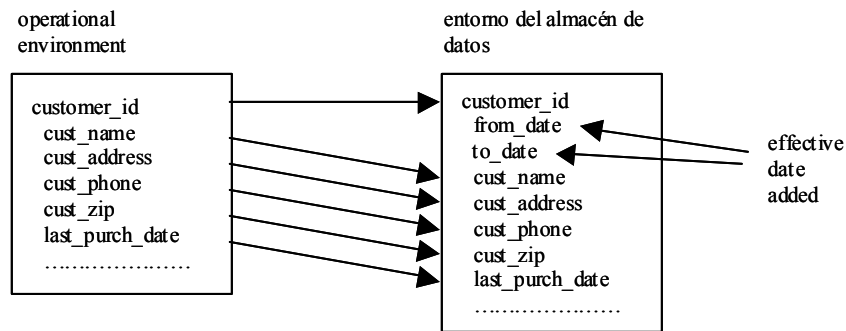 operational
environment
customer_id
cust_name
cust_address
cust_phone
cust_zip
last_purch_date
…………………
entorno del almacén de
datos
customer_id
from_date
to_date
cust_name
cust_address
cust_phone
cust_zip
last_purch_date
…………………
effective
date
added